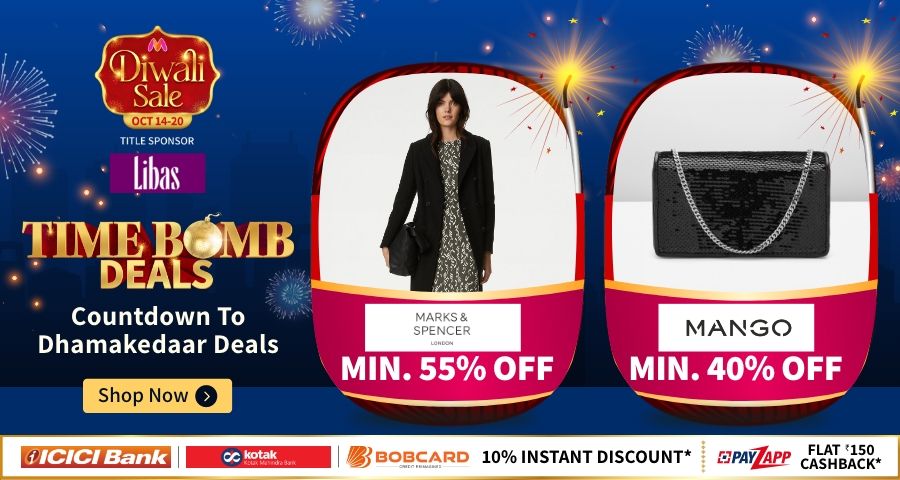 Diwali
Sale
OCT 14-20
TITLE SPONSOR
Libas
TIME BOMB
DEALS
Countdown To
Dhamakedaar Deals
Shop Now
MARKS &
SPENCER
LONDON
MIN. 55% OFF
MANGO
MIN. 40% OFF
ICICI Bank
kotak
Kotak Mahindra Bank
BOBCARD
CREDIT REIMAGINED
10% INSTANT DISCOUNT*
PAYZAPP
FLAT ₹150
CASHBACK*